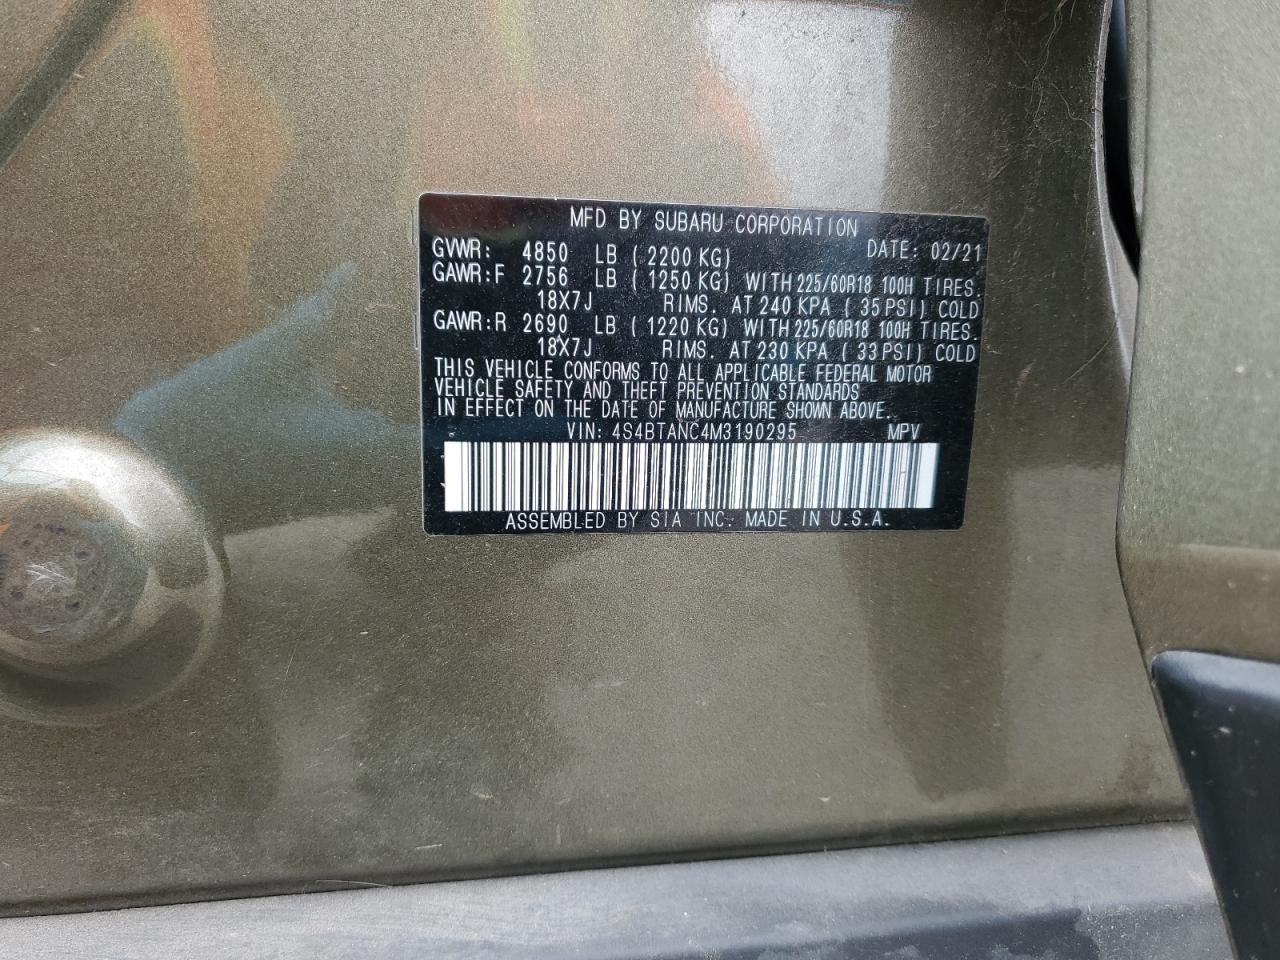 MFD BY SUBARU CORPORATION
GVWR: 4850 LB ( 2200 KG) DATE: 02/21
GAWR: F 2756 LB ( 1250 KG) WITH 225/60R18 100H TIRES.
18X7J RIMS. AT 240 KPA ( 35 PSI) COLD
GAWR: R 2690 LB ( 1220 KG) WITH 225/60R18 100H TIRES.
18X7J RIMS. AT 230 KPA ( 33 PSI) COLD
THIS VEHICLE CONFORMS TO ALL APPLICABLE FEDERAL MOTOR
VEHICLE SAFETY AND THEFT PREVENTION STANDARDS
IN EFFECT ON THE DATE OF MANUFACTURE SHOWN ABOVE.
VIN: 4S4BTANC4M3190295 MPV
ASSEMBLED BY SIA INC. MADE IN U.S.A.